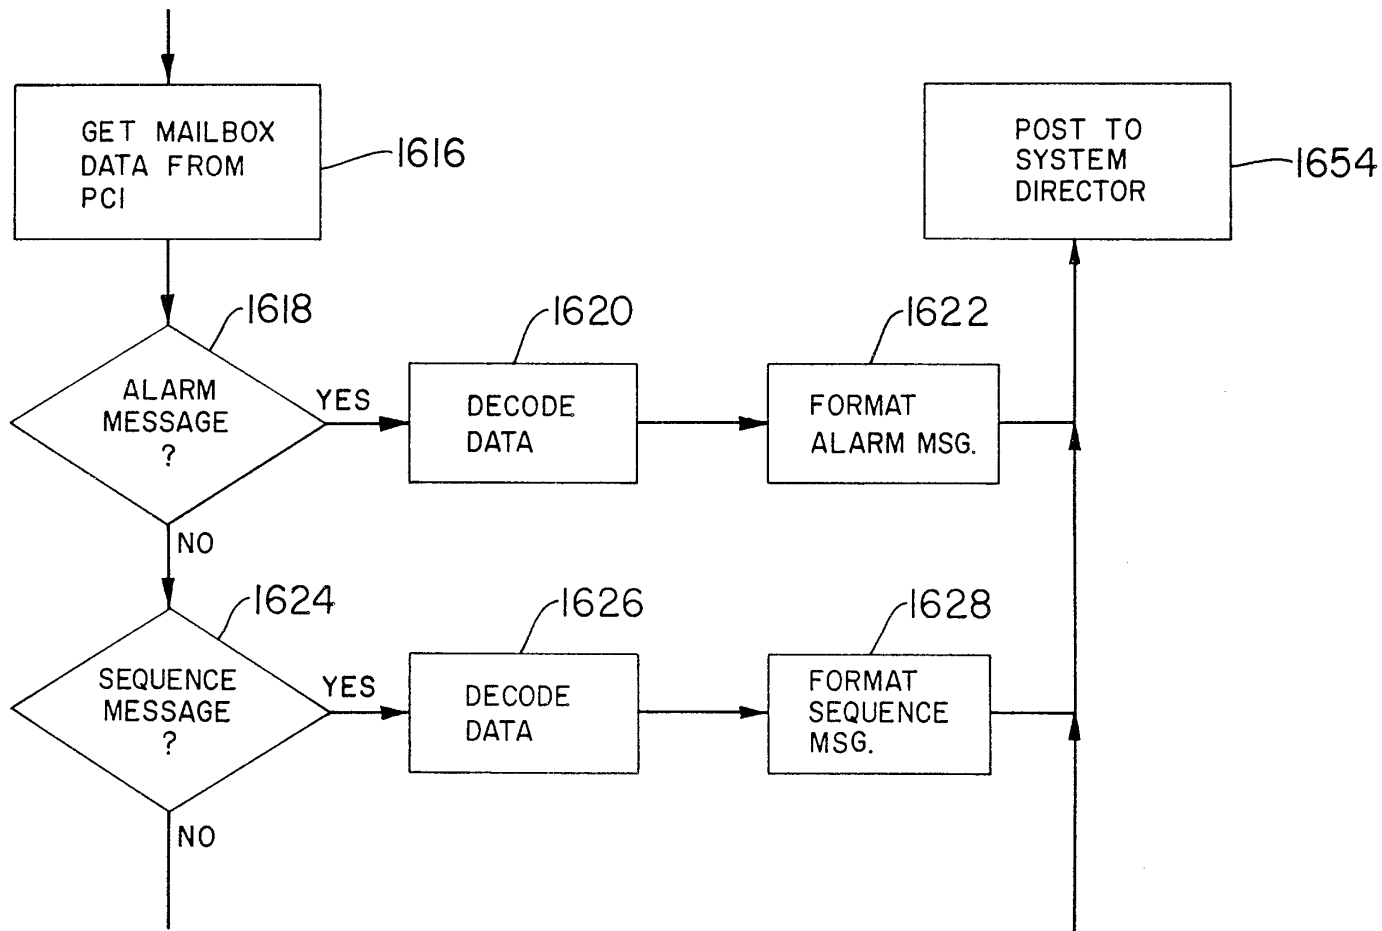 GET MAILBOX
DATA FROM
PCI
1616
POST TO
SYSTEM
DIRECTOR
1654
1618
ALARM
MESSAGE
?
YES
NO
1620
DECODE
DATA
1622
FORMAT
ALARM MSG.
1624
SEQUENCE
MESSAGE
?
YES
NO
1626
DECODE
DATA
1628
FORMAT
SEQUENCE
MSG.